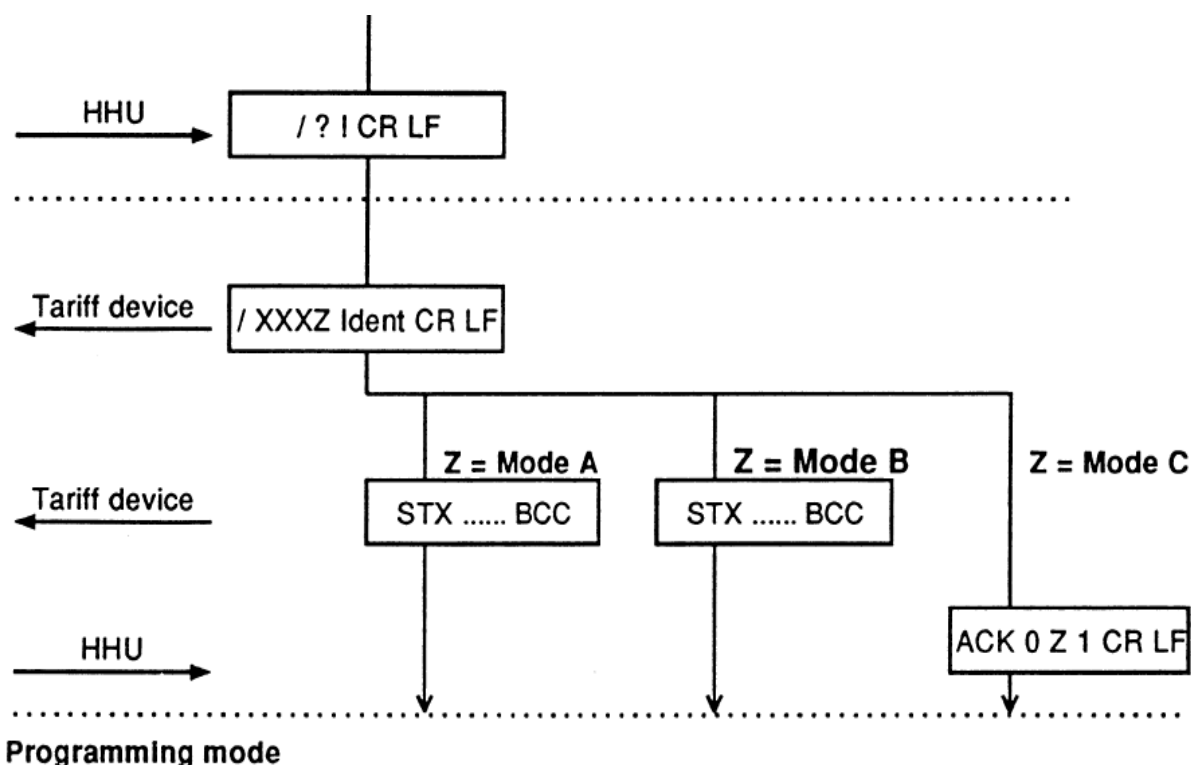 HHU
/ ? ! CR LF
Tariff device
/ XXXZ Ident CR LF
Z = Mode A
Z = Mode B
Z = Mode C
Tariff device
STX ...... BCC
STX ...... BCC
HHU
ACK 0 Z 1 CR LF
Programming mode